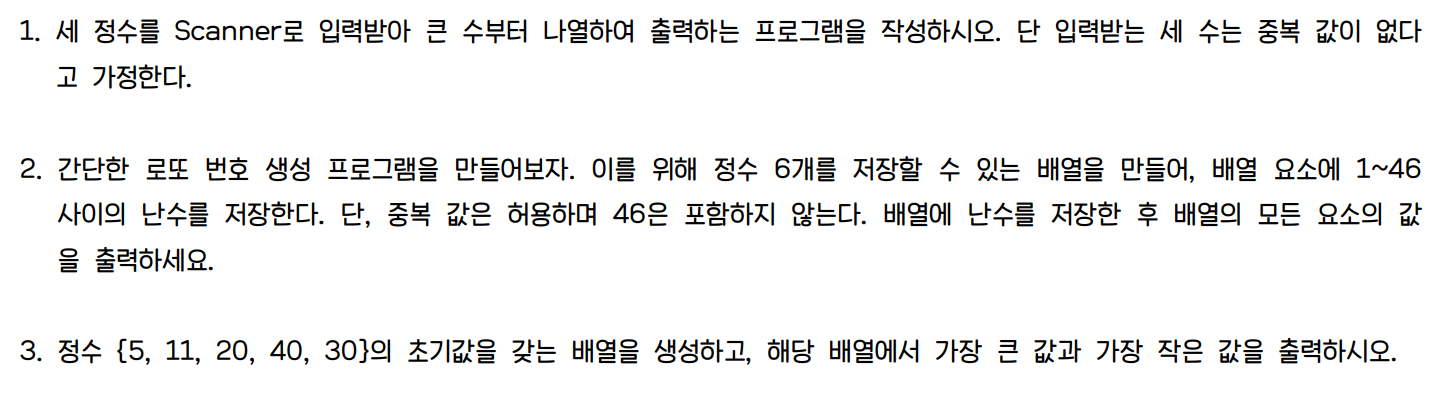 1. 세 정수를 Scanner로 입력받아 큰 수부터 나열하여 출력하는 프로그램을 작성하시오. 단 입력받는 세 수는 중복 값이 없다
고 가정한다.
2. 간단한 로또 번호 생성 프로그램을 만들어보자. 이를 위해 정수 6개를 저장할 수 있는 배열을 만들어, 배열 요소에 1~46
사이의 난수를 저장한다. 단, 중복 값은 허용하며 46은 포함하지 않는다. 배열에 난수를 저장한 후 배열의 모든 요소의 값
을 출력하세요.
3. 정수 {5, 11, 20, 40, 30}의 초기값을 갖는 배열을 생성하고, 해당 배열에서 가장 큰 값과 가장 작은 값을 출력하시오.